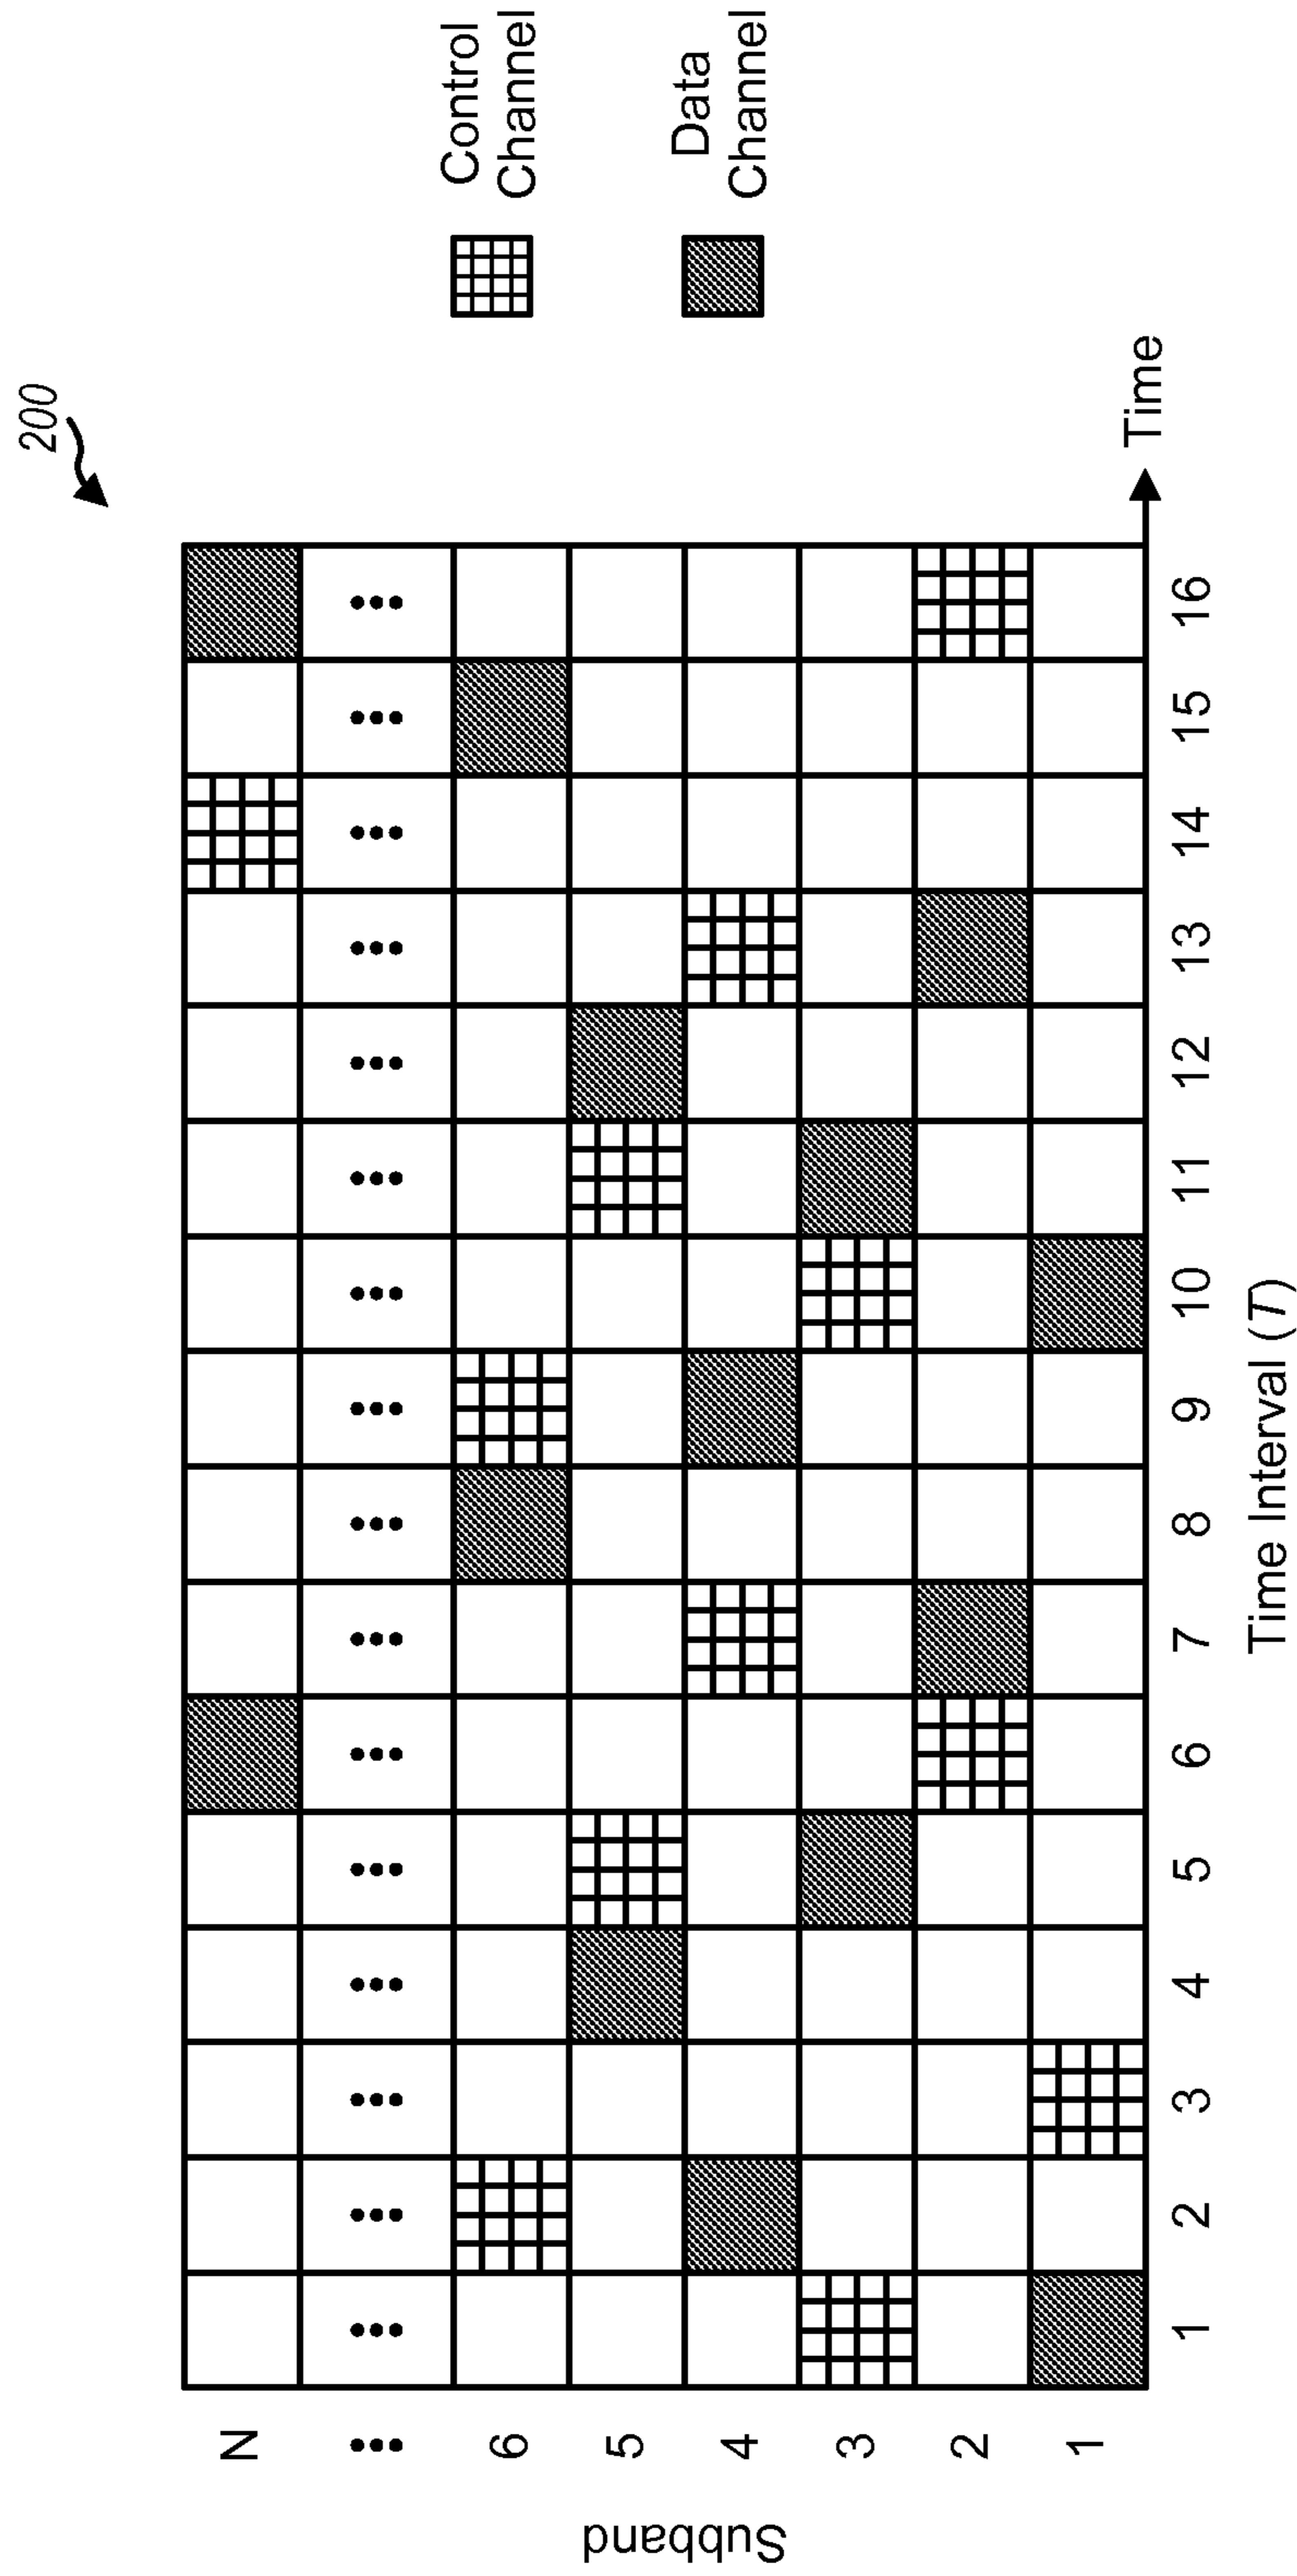 200
Subband
N
•••
6
5
4
3
2
1
••• ••• ••• ••• ••• ••• ••• ••• ••• ••• ••• ••• ••• ••• ••• •••
1 2 3 4 5 6 7 8 9 10 11 12 13 14 15 16
Time
Time Interval (T)
Control
Channel
Data
Channel